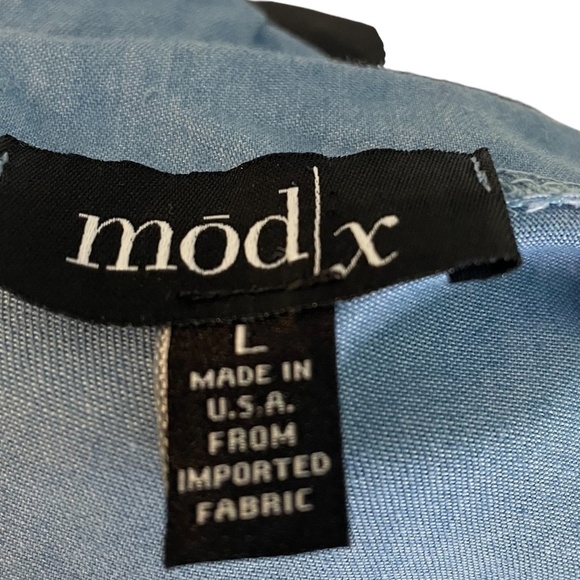 mōd|x
L
MADE IN
U.S.A.
FROM
IMPORTED
FABRIC